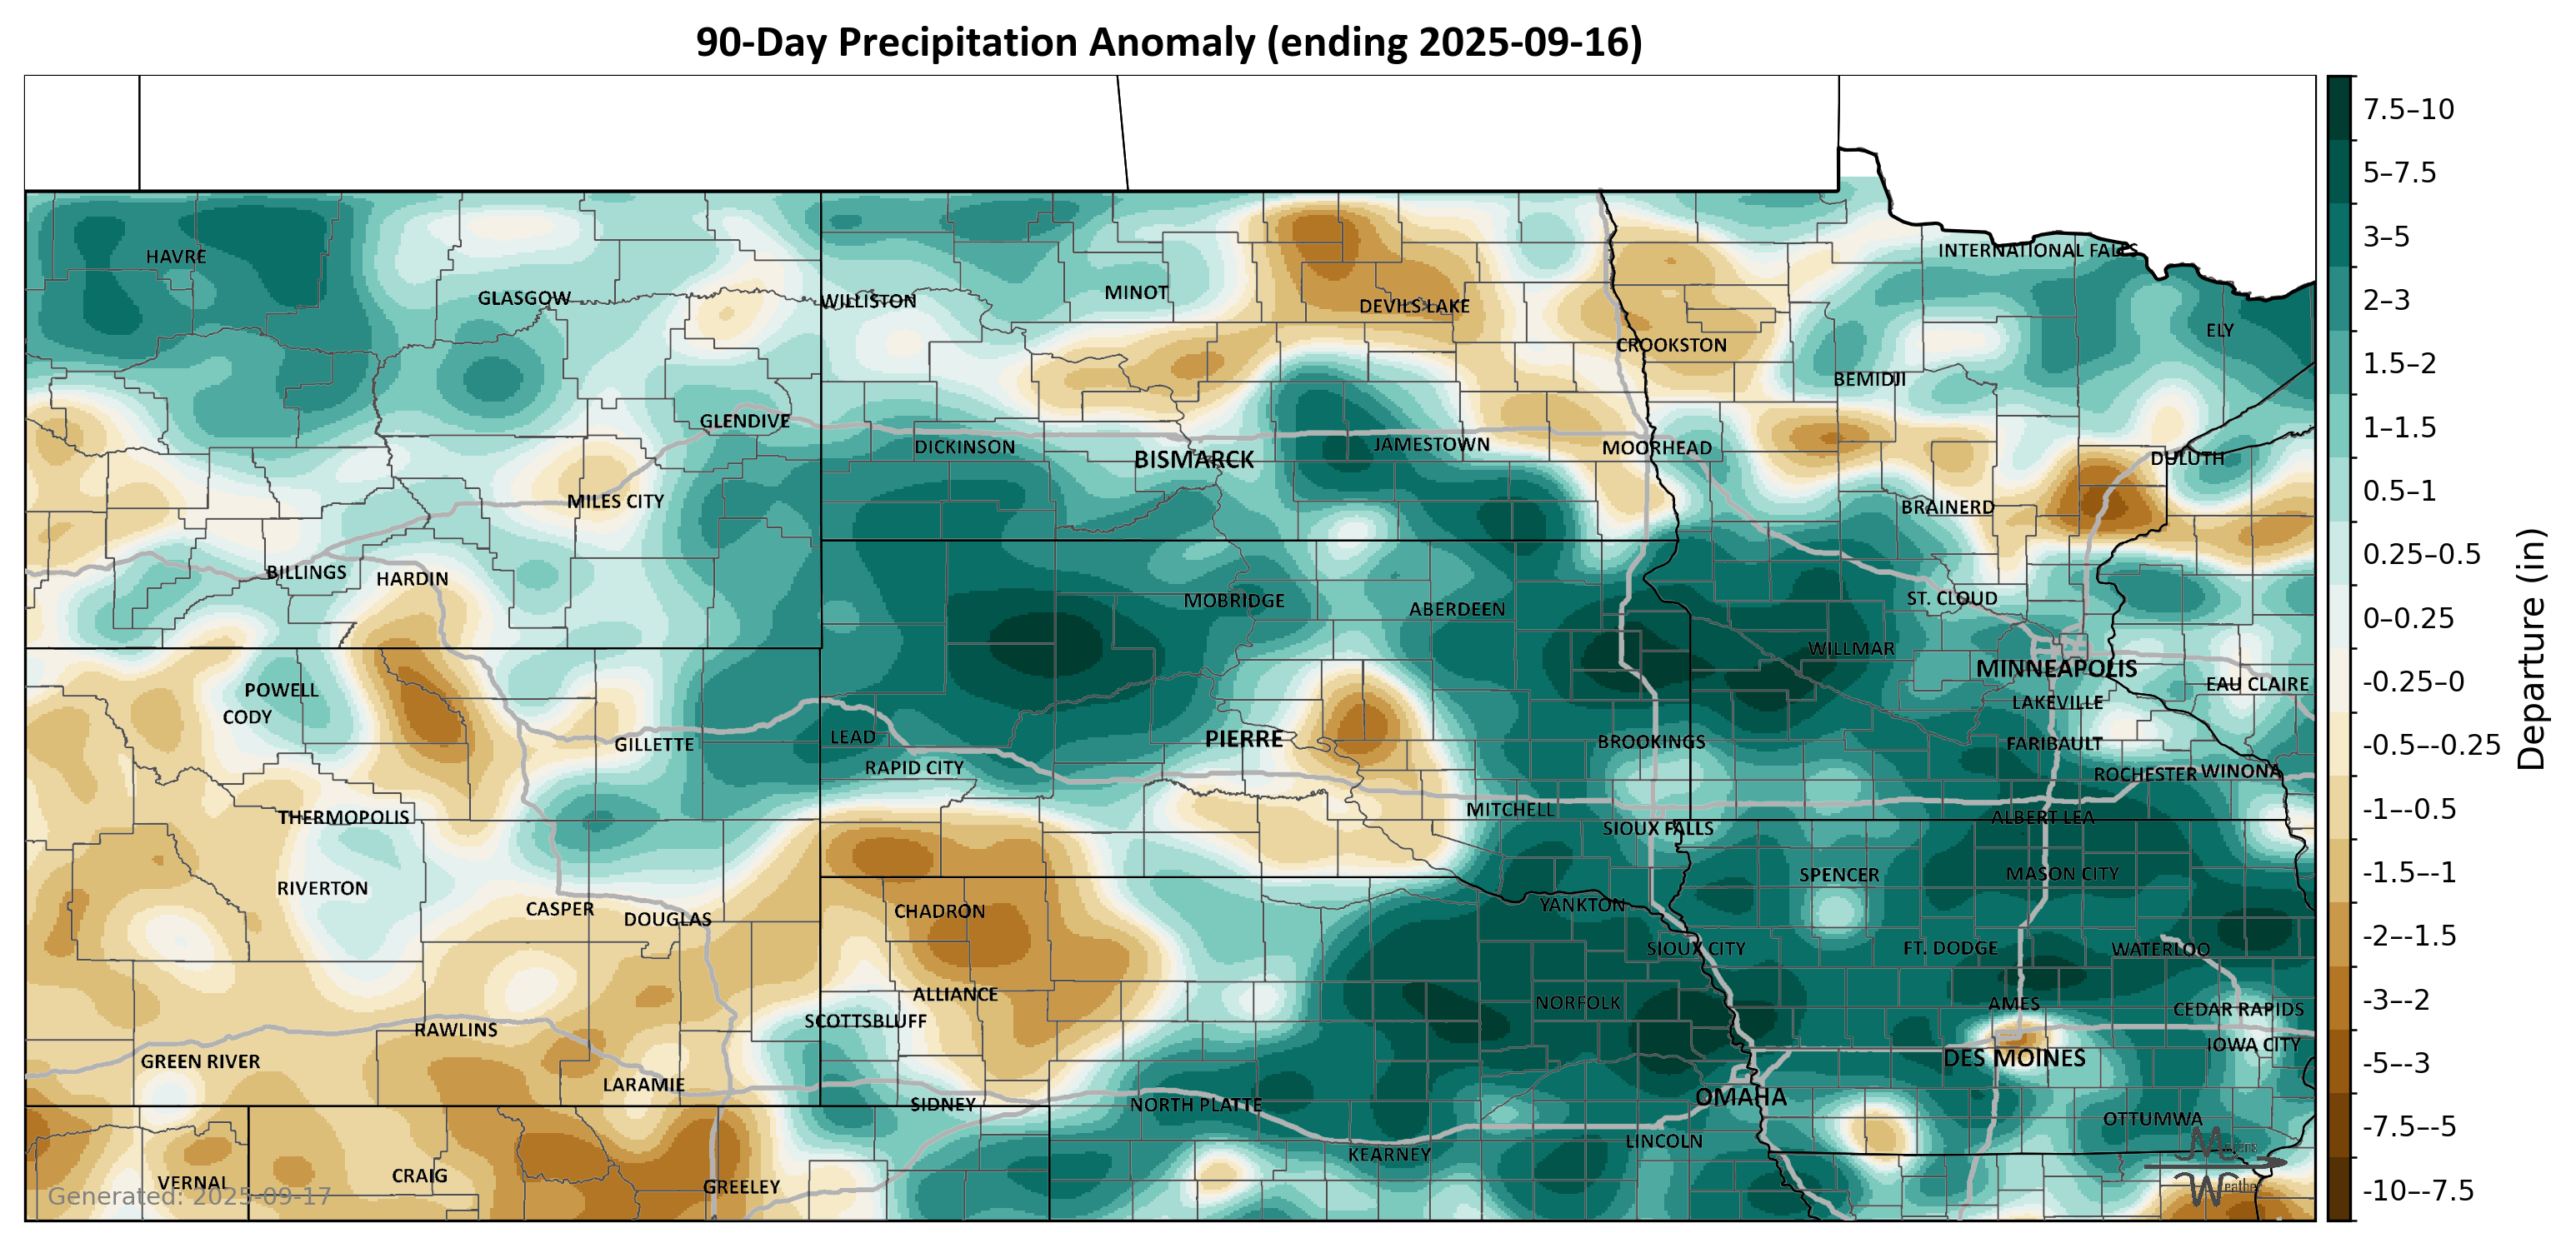 90-Day Precipitation Anomaly (ending 2025-09-16)
7.5–10
5–7.5
3–5
2–3
1.5–2
1–1.5
0.5–1
0.25–0.5
0–0.25
-0.25–0
-0.5–-0.25
-1–-0.5
-1.5–-1
-2–-1.5
-3–-2
-5–-3
-7.5–-5
-10–-7.5
Departure (in)
INTERNATIONAL FALLS
HAVRE
GLASGOW
WILLISTON
MINOT
DEVILS LAKE
ELY
CROOKSTON
BEMIDJI
GLENDIVE
DICKINSON
BISMARCK
JAMESTOWN
MOORHEAD
DULUTH
MILES CITY
BRAINERD
BILLINGS
HARDIN
MOBRIDGE
ABERDEEN
ST. CLOUD
WILLMAR
MINNEAPOLIS
EAU CLAIRE
POWELL
CODY
LAKEVILLE
GILLETTE
LEAD
PIERRE
BROOKINGS
FARIBAULT
RAPID CITY
ROCHESTER
WINONA
THERMOPOLIS
MITCHELL
ALBERT LEA
SIOUX FALLS
RIVERTON
SPENCER
MASON CITY
CASPER
DOUGLAS
CHADRON
YANKTON
SIOUX CITY
FT. DODGE
WATERLOO
ALLIANCE
NORFOLK
AMES
CEDAR RAPIDS
SCOTTSBLUFF
RAWLINS
GREEN RIVER
DES MOINES
IOWA CITY
LARAMIE
SIDNEY
NORTH PLATTE
OMAHA
OTTUMWA
LINCOLN
KEARNEY
VERNAL
CRAIG
GREELEY
Generated: 2025-09-17
Weather